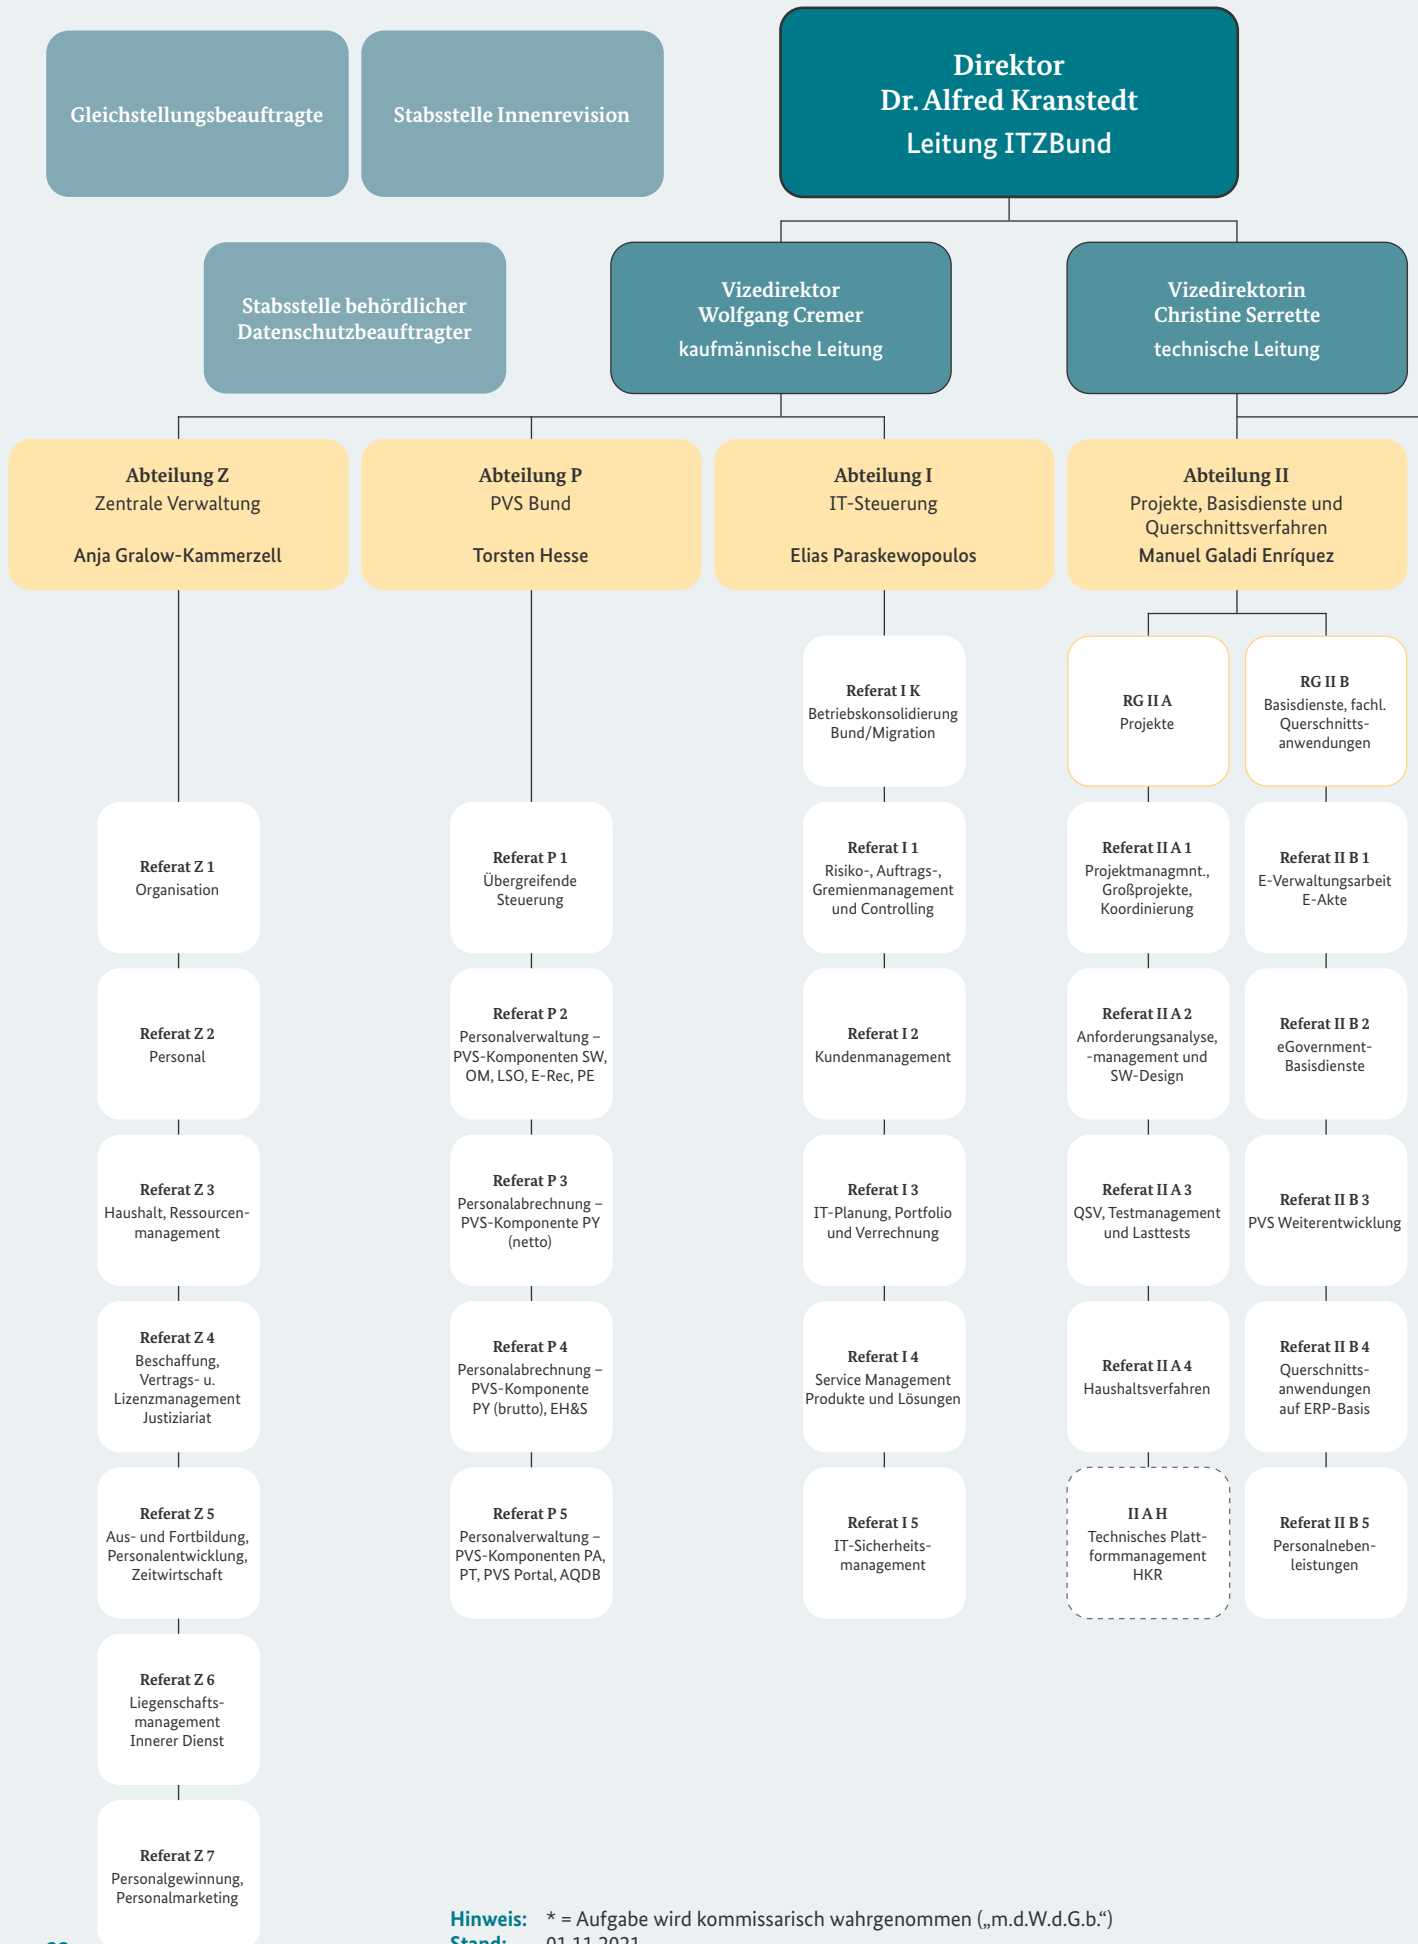 Gleichstellungsbeauftragte
Stabsstelle Innenrevision
Direktor
Dr. Alfred Kranstedt
Leitung ITZBund
Stabsstelle behördlicher
Datenschutzbeauftragter
Vizedirektor
Wolfgang Cremer
kaufmännische Leitung
Vizedirektorin
Christine Serrette
technische Leitung
Abteilung Z
Zentrale Verwaltung
Anja Gralow-Kammerzell
Abteilung P
PVS Bund
Torsten Hesse
Abteilung I
IT-Steuerung
Elias Paraskewopoulos
Abteilung II
Projekte, Basisdienste und
Querschnittsverfahren
Manuel Galadi Enríquez
Referat I K
Betriebskonsolidierung
Bund/Migration
RG II A
Projekte
RG II B
Basisdienste, fachl.
Querschnitts-
anwendungen
Referat Z 1
Organisation
Referat P 1
Übergreifende
Steuerung
Referat I 1
Risiko-, Auftrags-,
Gremienmanagement
und Controlling
Referat II A 1
Projektmanagmnt.,
Großprojekte,
Koordinierung
Referat II B 1
E-Verwaltungsarbeit
E-Akte
Referat Z 2
Personal
Referat P 2
Personalverwaltung –
PVS-Komponenten SW,
OM, LSO, E-Rec, PE
Referat I 2
Kundenmanagement
Referat II A 2
Anforderungsanalyse,
-management und
SW-Design
Referat II B 2
eGovernment-
Basisdienste
Referat Z 3
Haushalt, Ressourcen-
management
Referat P 3
Personalabrechnung –
PVS-Komponente PY
(netto)
Referat I 3
IT-Planung, Portfolio
und Verrechnung
Referat II A 3
QSV, Testmanagement
und Lasttests
Referat II B 3
PVS Weiterentwicklung
Referat Z 4
Beschaffung,
Vertrags- u.
Lizenzmanagement
Justiziariat
Referat P 4
Personalabrechnung –
PVS-Komponente
PY (brutto), EH&S
Referat I 4
Service Management
Produkte und Lösungen
Referat II A 4
Haushaltsverfahren
Referat II B 4
Querschnitts-
anwendungen
auf ERP-Basis
Referat Z 5
Aus- und Fortbildung,
Personalentwicklung,
Zeitwirtschaft
Referat P 5
Personalverwaltung –
PVS-Komponenten PA,
PT, PVS Portal, AQDB
Referat I 5
IT-Sicherheits-
management
II A H
Technisches Platt-
formmanagement
HKR
Referat II B 5
Personalneben-
leistungen
Referat Z 6
Liegenschafts-
management
Innerer Dienst
Referat Z 7
Personalgewinnung,
Personalmarketing
Hinweis: * = Aufgabe wird kommissarisch wahrgenommen („m.d.W.d.G.b.“)
Stand: 01.11.2021